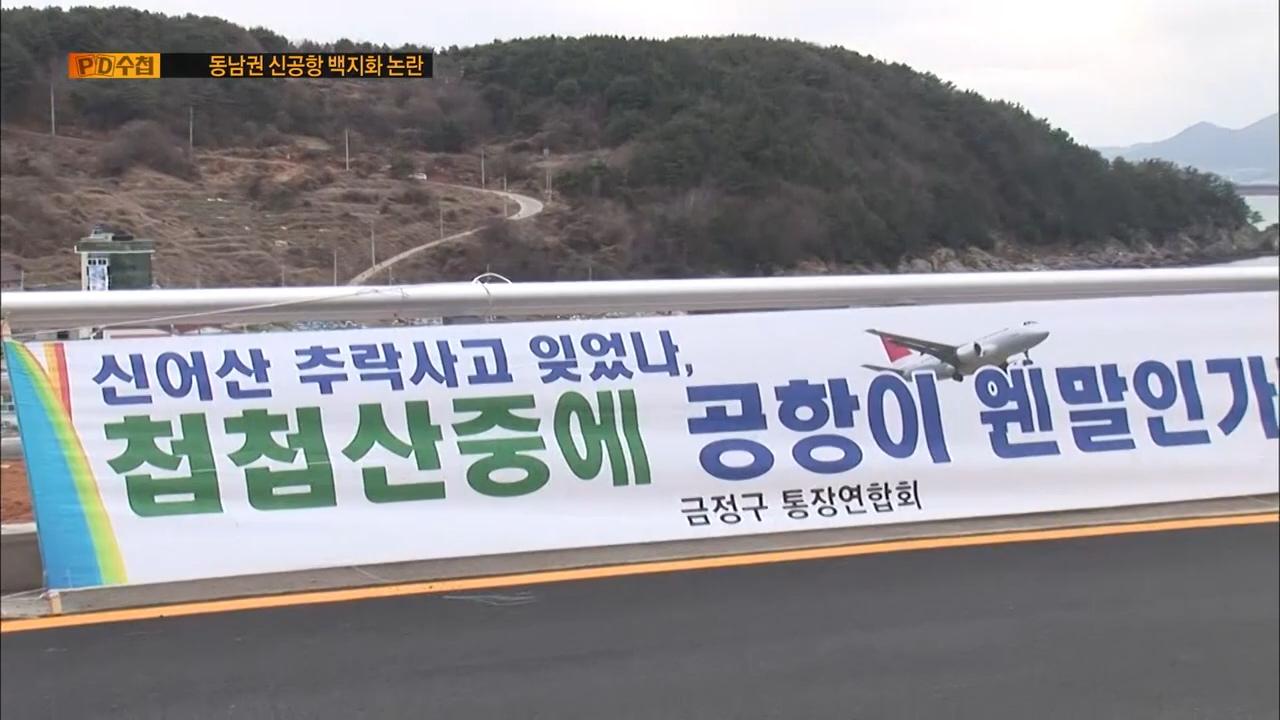 PD수첩 동남권 신공항 백지화 논란
신어산 추락사고 잊었나,
첩첩산중에 공항이 웬말인가
금정구 통장연합회